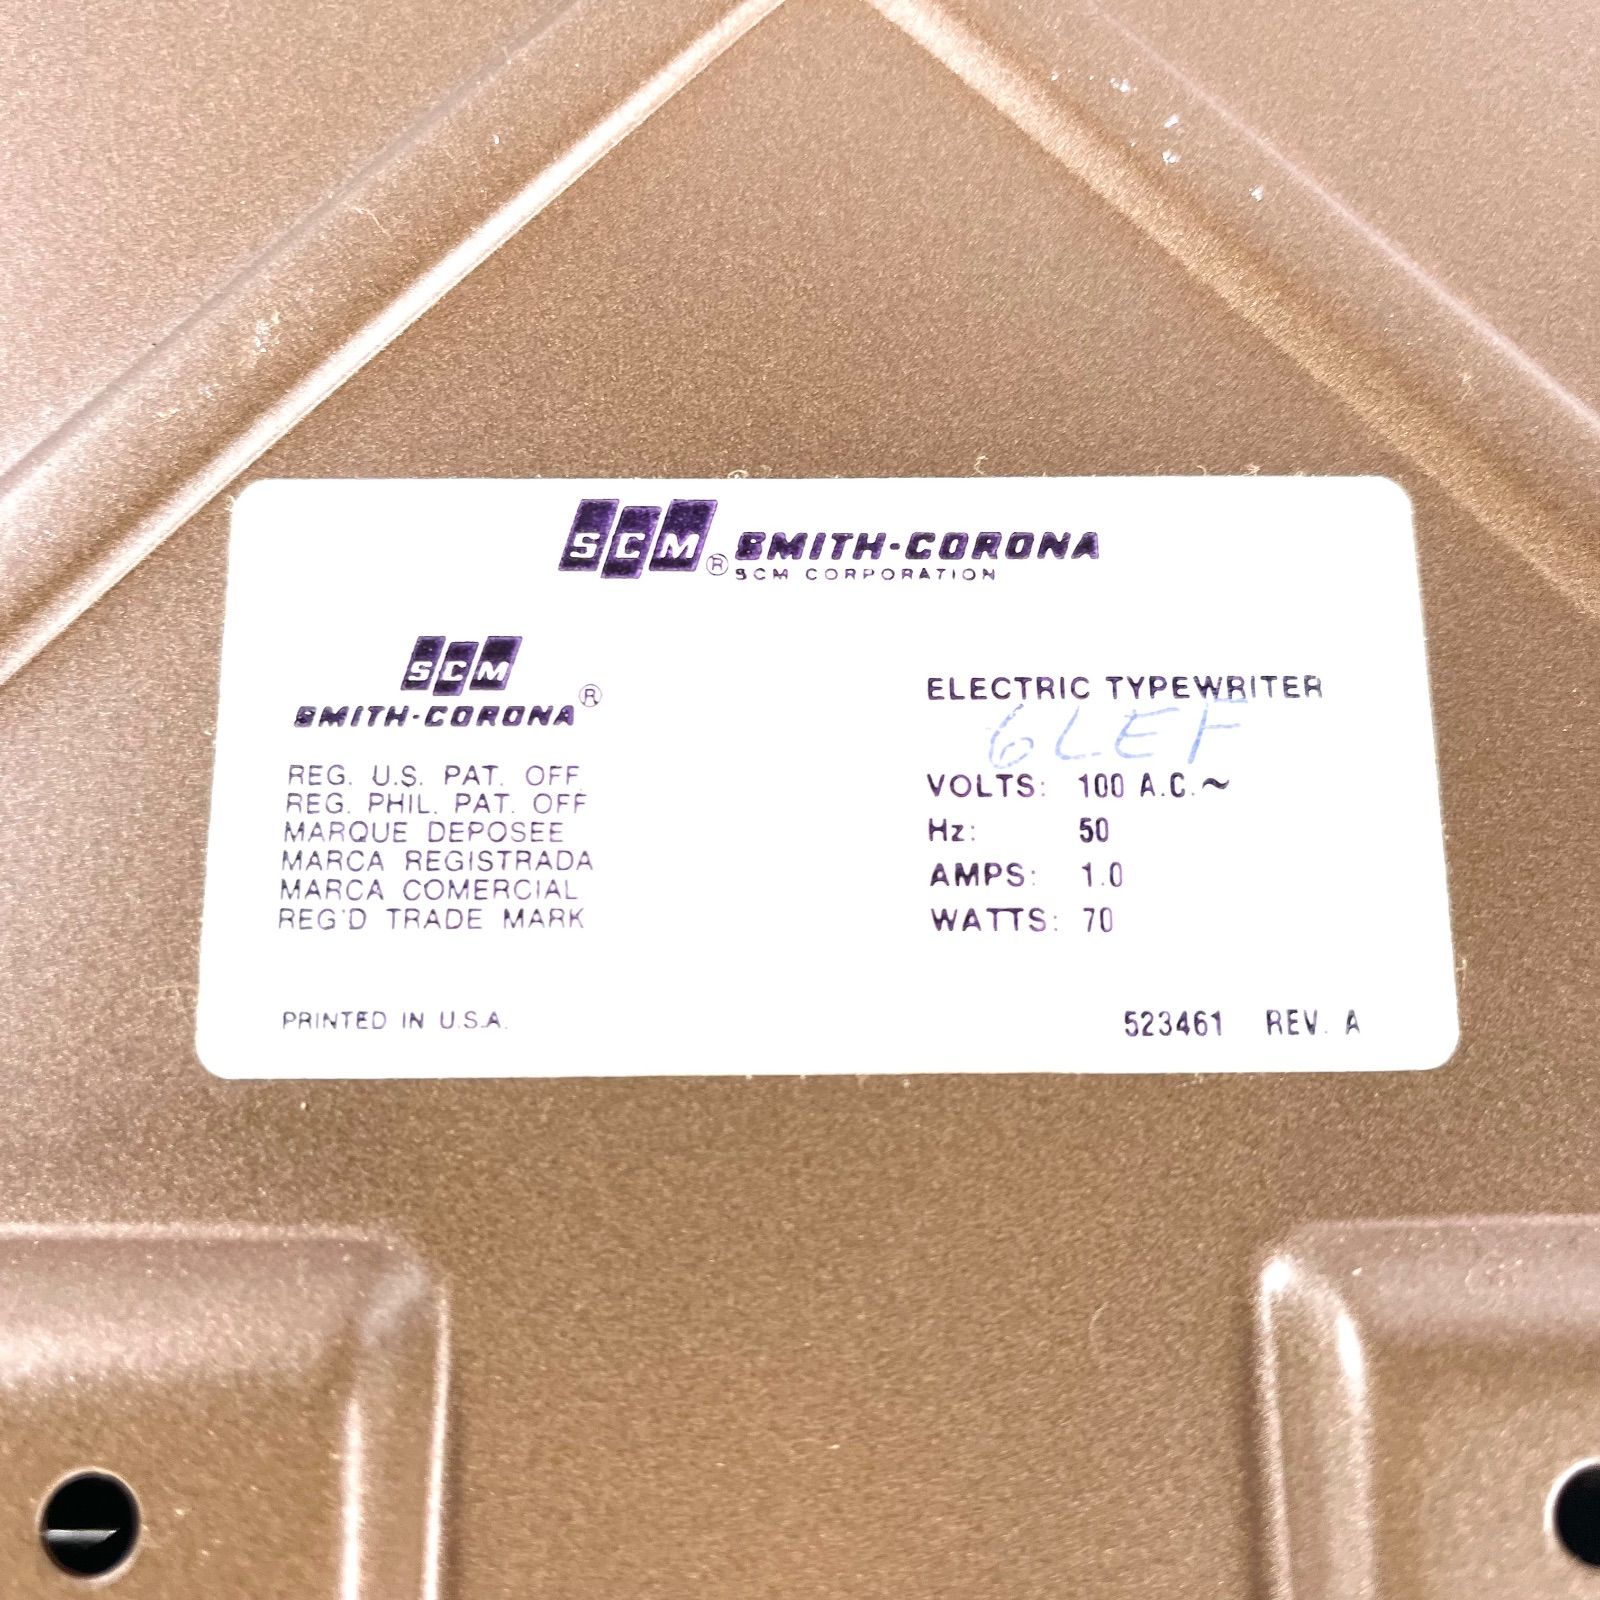 SCM® SMITH-CORONA
SCM CORPORATION
SCM
SMITH-CORONA®
REG. U.S. PAT. OFF.
REG. PHIL. PAT. OFF
MARQUE DEPOSEE
MARCA REGISTRADA
MARCA COMERCIAL
REG'D TRADE MARK
PRINTED IN U.S.A.
ELECTRIC TYPEWRITER
6LEF
VOLTS: 100 A.C.~
Hz: 50
AMPS: 1.0
WATTS: 70
523461 REV. A